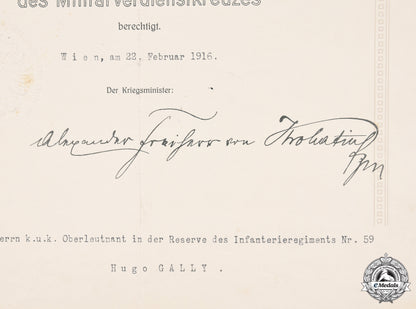 des Militärverdienstkreuzes
berechtigt.
Wien, am 22. Februar 1916.
Der Kriegsminister:
Alexander Freiherr von Krobatin
Herrn k.u.k. Oberleutnant in der Reserve des Infanterieregiments Nr. 59
Hugo GALLY.
eMedals